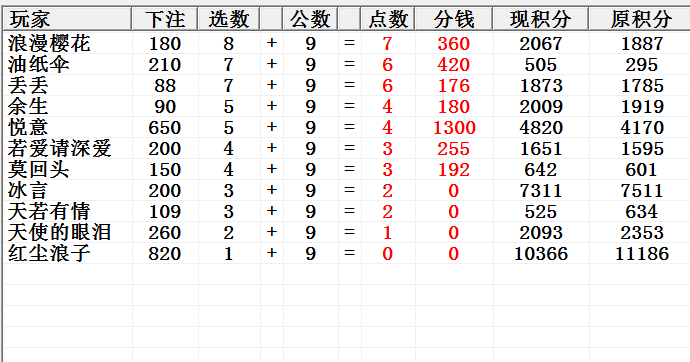 玩家 下注 选数 公数 点数 分钱 现积分 原积分
浪漫樱花 180 8 + 9 = 7 360 2067 1887
油纸伞 210 7 + 9 = 6 420 505 295
丢丢 88 7 + 9 = 6 176 1873 1785
余生 90 5 + 9 = 4 180 2009 1919
悦意 650 5 + 9 = 4 1300 4820 4170
若爱请深爱 200 4 + 9 = 3 255 1651 1595
莫回头 150 4 + 9 = 3 192 642 601
冰言 200 3 + 9 = 2 0 7311 7511
天若有情 109 3 + 9 = 2 0 525 634
天使的眼泪 260 2 + 9 = 1 0 2093 2353
红尘浪子 820 1 + 9 = 0 0 10366 11186